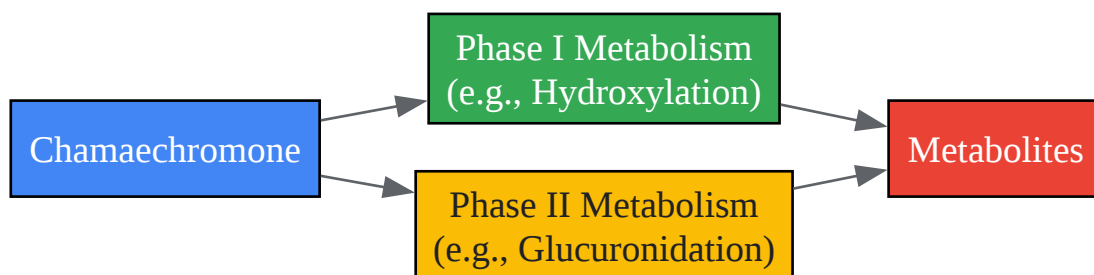 Chamaechromone
Phase I Metabolism
(e.g., Hydroxylation)
Phase II Metabolism
(e.g., Glucuronidation)
Metabolites